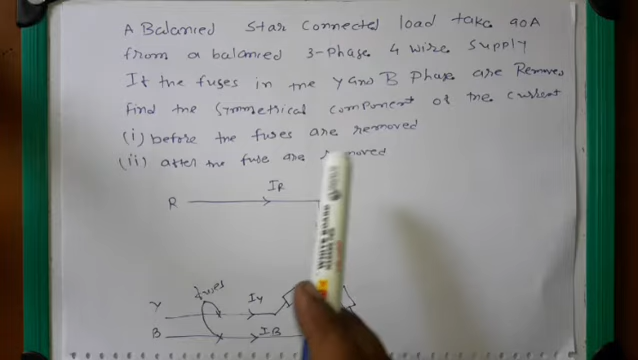 A Balanced Star Connected load take 90A
from a balanced 3-Phase 4 wire supply
If the fuses in the Y and B Phase are Remove
find the Symmetrical component of the current
(i) before the fuses are removed
(ii) after the fuse are removed
R IR
fuses
Y IY
B IB